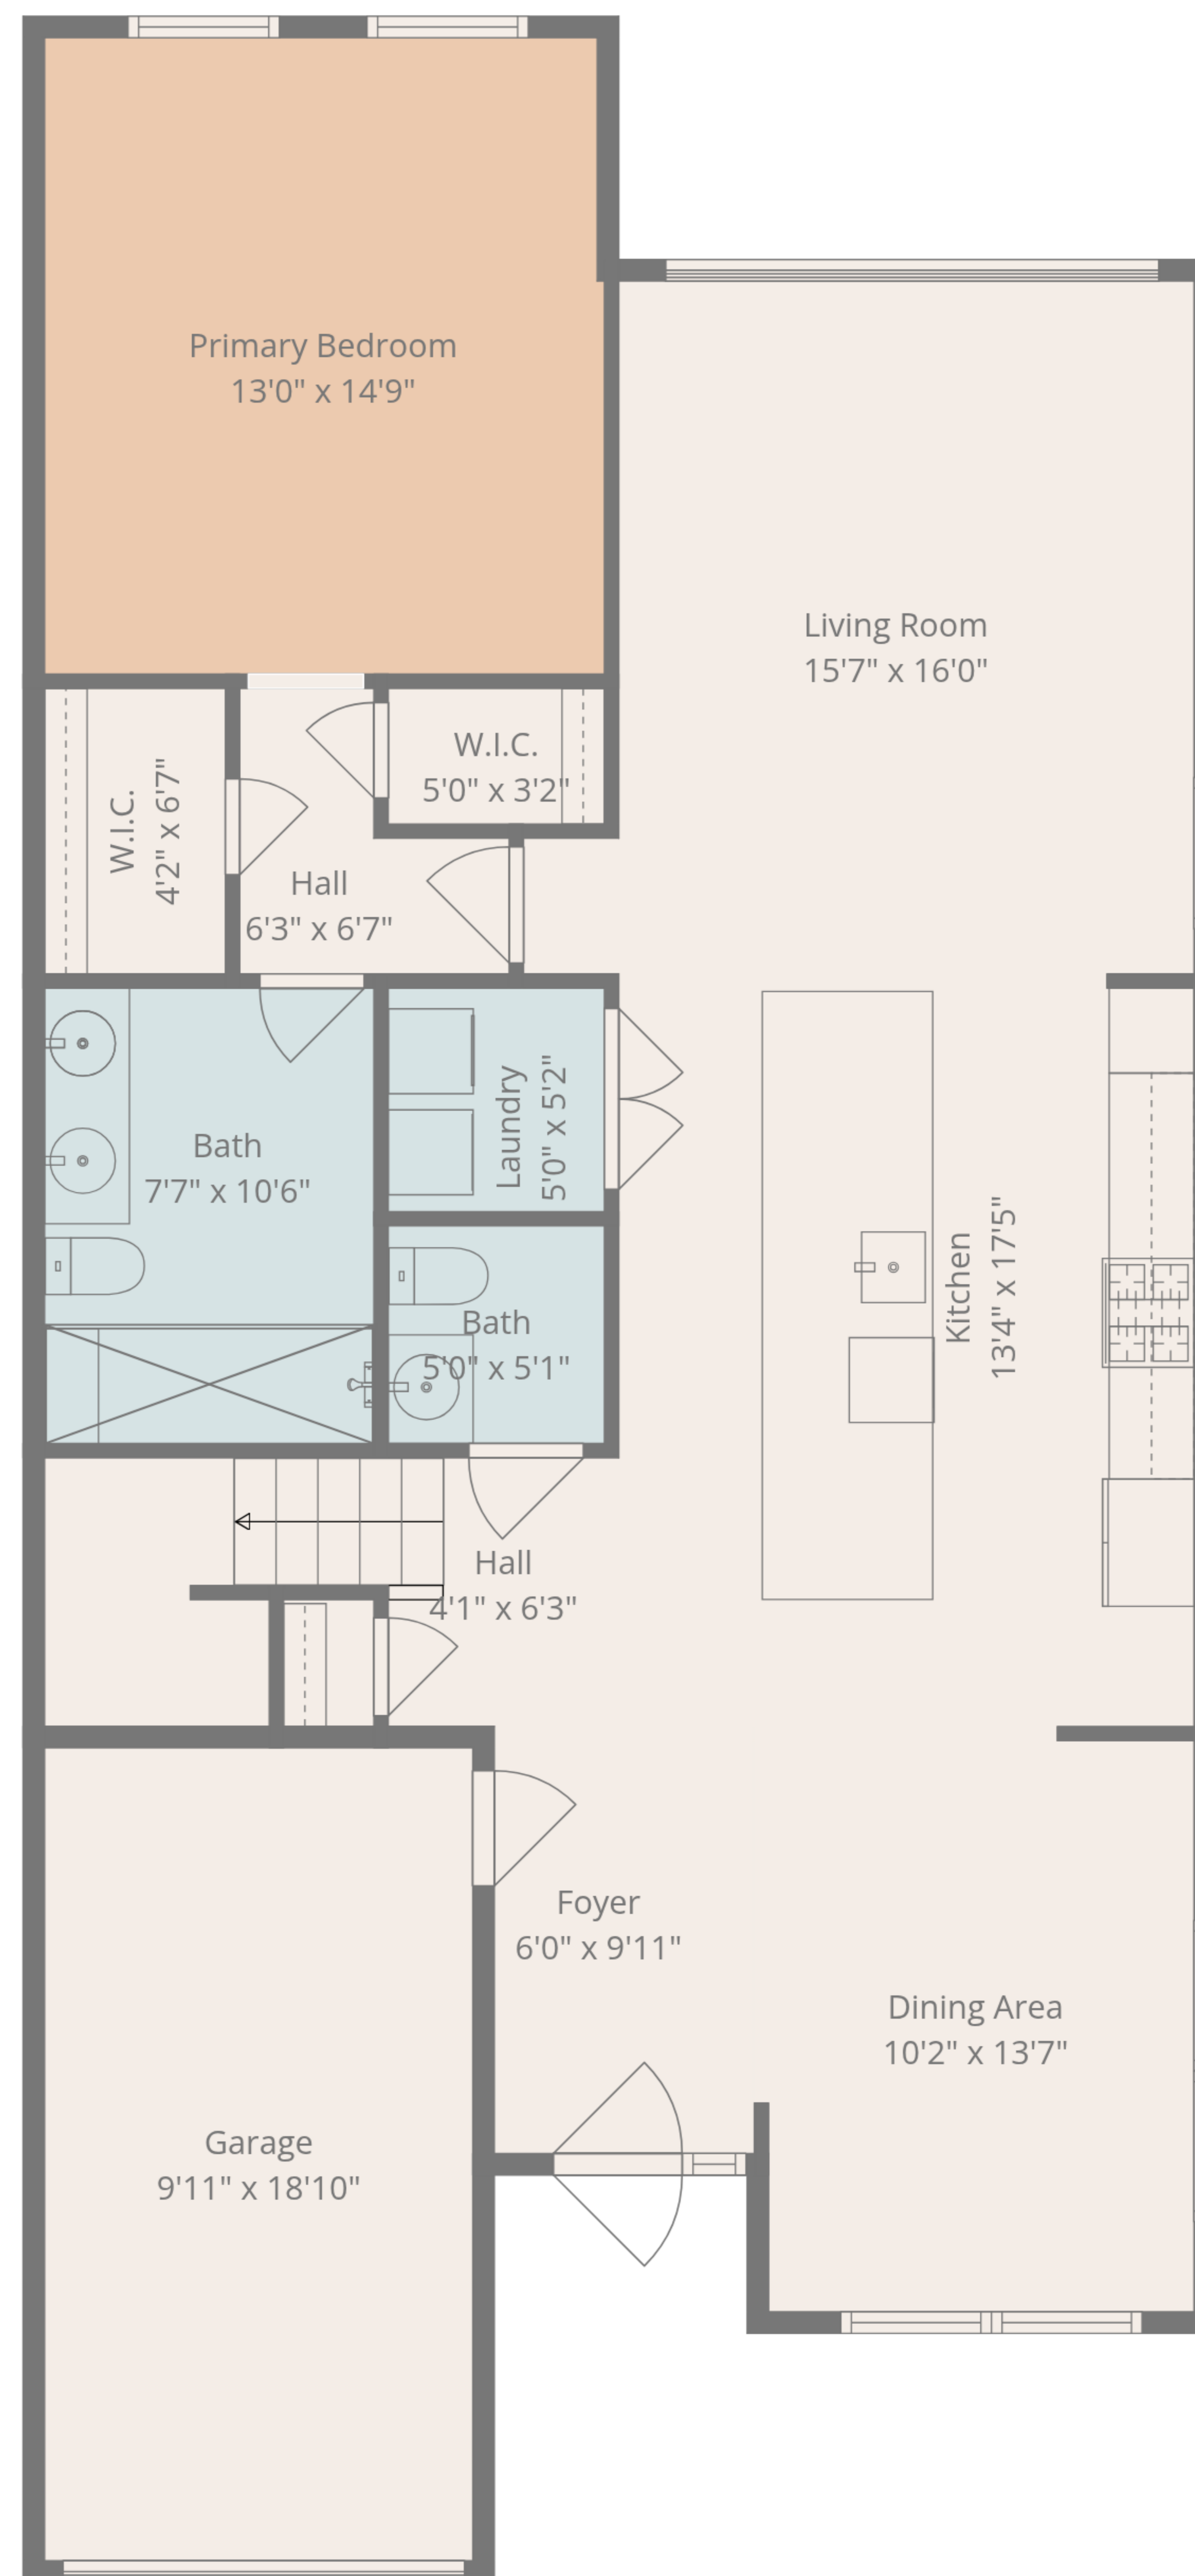 Primary Bedroom
13'0" x 14'9"
Living Room
15'7" x 16'0"
W.I.C.
5'0" x 3'2"
W.I.C.
4'2" x 6'7"
Hall
6'3" x 6'7"
Bath
7'7" x 10'6"
Laundry
5'0" x 5'2"
Kitchen
13'4" x 17'5"
Bath
5'0" x 5'1"
Hall
4'1" x 6'3"
Foyer
6'0" x 9'11"
Dining Area
10'2" x 13'7"
Garage
9'11" x 18'10"